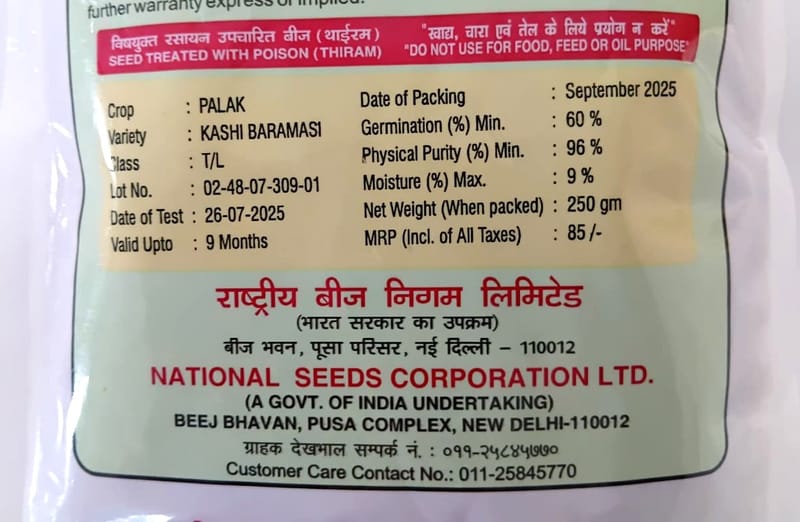 further warranty express or implied.
विषयुक्त रसायन उपचारित बीज (थाईरम)
SEED TREATED WITH POISON (THIRAM)
"खाद्य, चारा एवं तेल के लिये प्रयोग न करें"
"DO NOT USE FOR FOOD, FEED OR OIL PURPOSE"
Crop : PALAK
Variety : KASHI BARAMASI
Class : T/L
Lot No. : 02-48-07-309-01
Date of Test : 26-07-2025
Valid Upto : 9 Months
Date of Packing : September 2025
Germination (%) Min. : 60 %
Physical Purity (%) Min. : 96 %
Moisture (%) Max. : 9 %
Net Weight (When packed) : 250 gm
MRP (Incl. of All Taxes) : 85 /-
राष्ट्रीय बीज निगम लिमिटेड
(भारत सरकार का उपक्रम)
बीज भवन, पूसा परिसर, नई दिल्ली – 110012
NATIONAL SEEDS CORPORATION LTD.
(A GOVT. OF INDIA UNDERTAKING)
BEEJ BHAVAN, PUSA COMPLEX, NEW DELHI-110012
ग्राहक देखभाल सम्पर्क नं. : ०११-२५८४५७७०
Customer Care Contact No.: 011-25845770